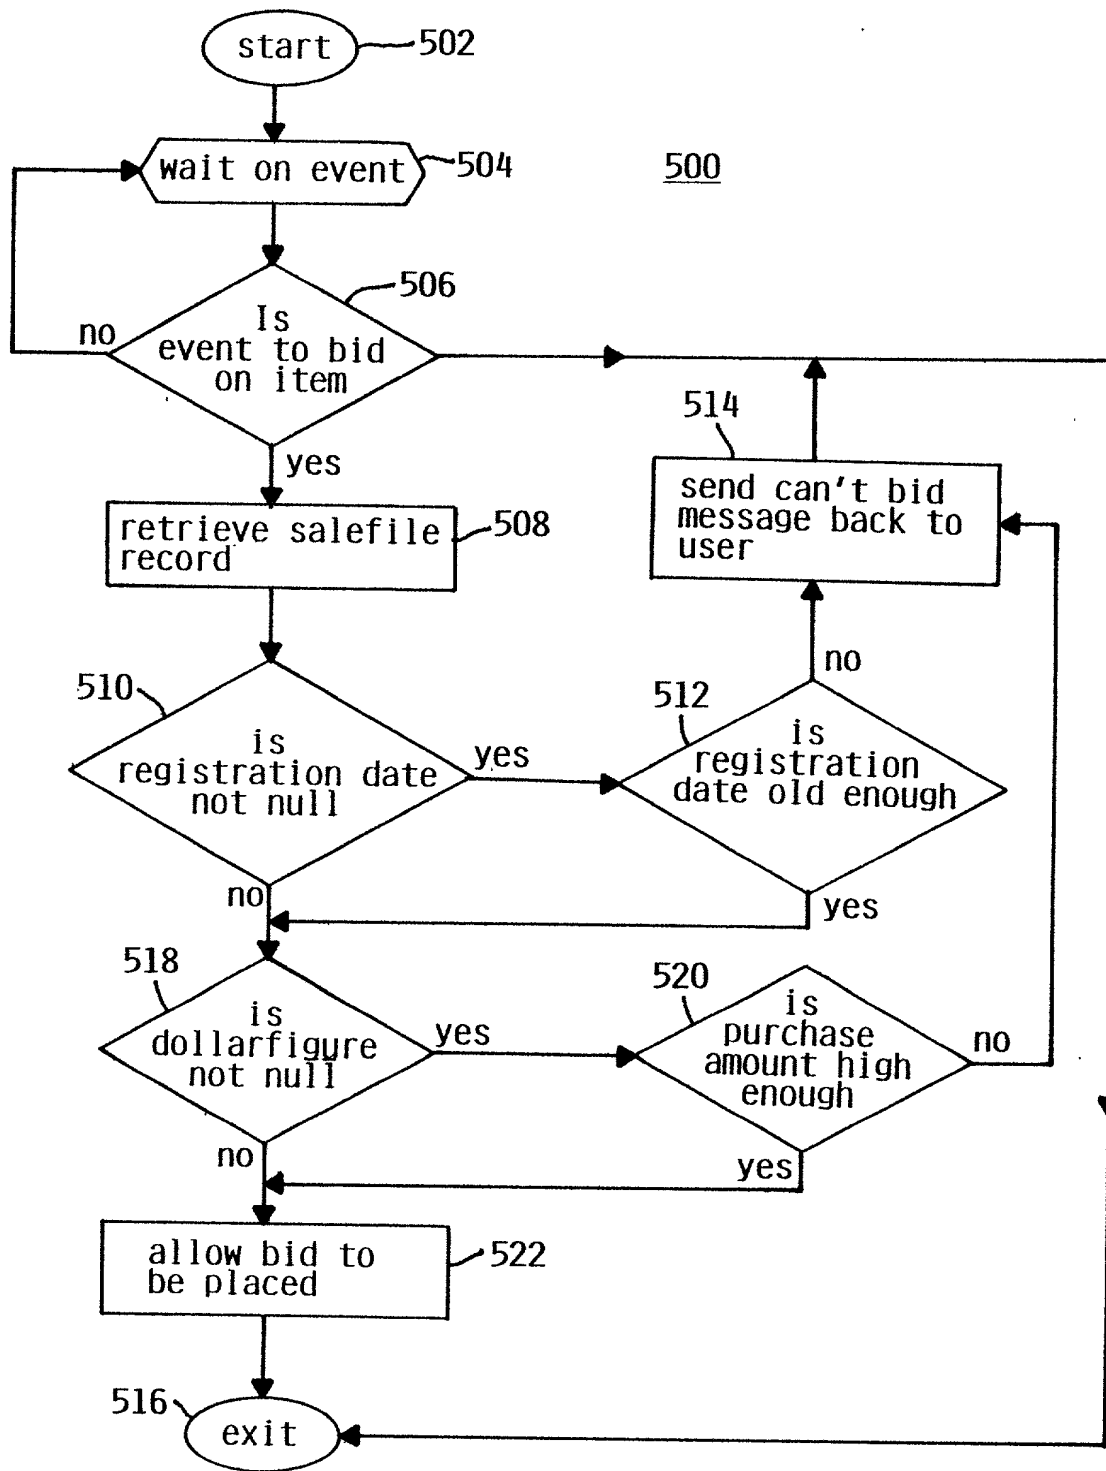 start
502
wait on event
504
500
506
Is
event to bid
on item
no
yes
514
send can't bid
message back to
user
retrieve salefile
record
508
no
510
is
registration date
not null
yes
512
is
registration
date old enough
no
yes
518
is
dollarfigure
not null
yes
520
is
purchase
amount high
enough
no
no
yes
allow bid to
be placed
522
516
exit